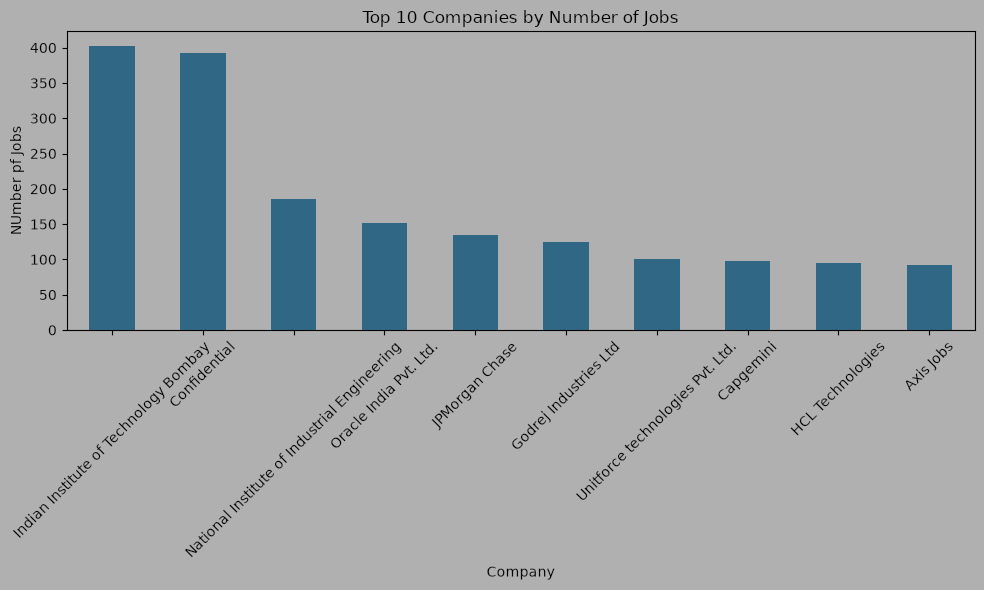 Top 10 Companies by Number of Jobs
NUmber pf Jobs
400
350
300
250
200
150
100
50
0
Indian Institute of Technology Bombay
Confidential
National Institute of Industrial Engineering
Oracle India Pvt. Ltd.
JPMorgan Chase
Godrej Industries Ltd
Unitforce technologies Pvt. Ltd.
Capgemini
HCL Technologies
Axis Jobs
Company